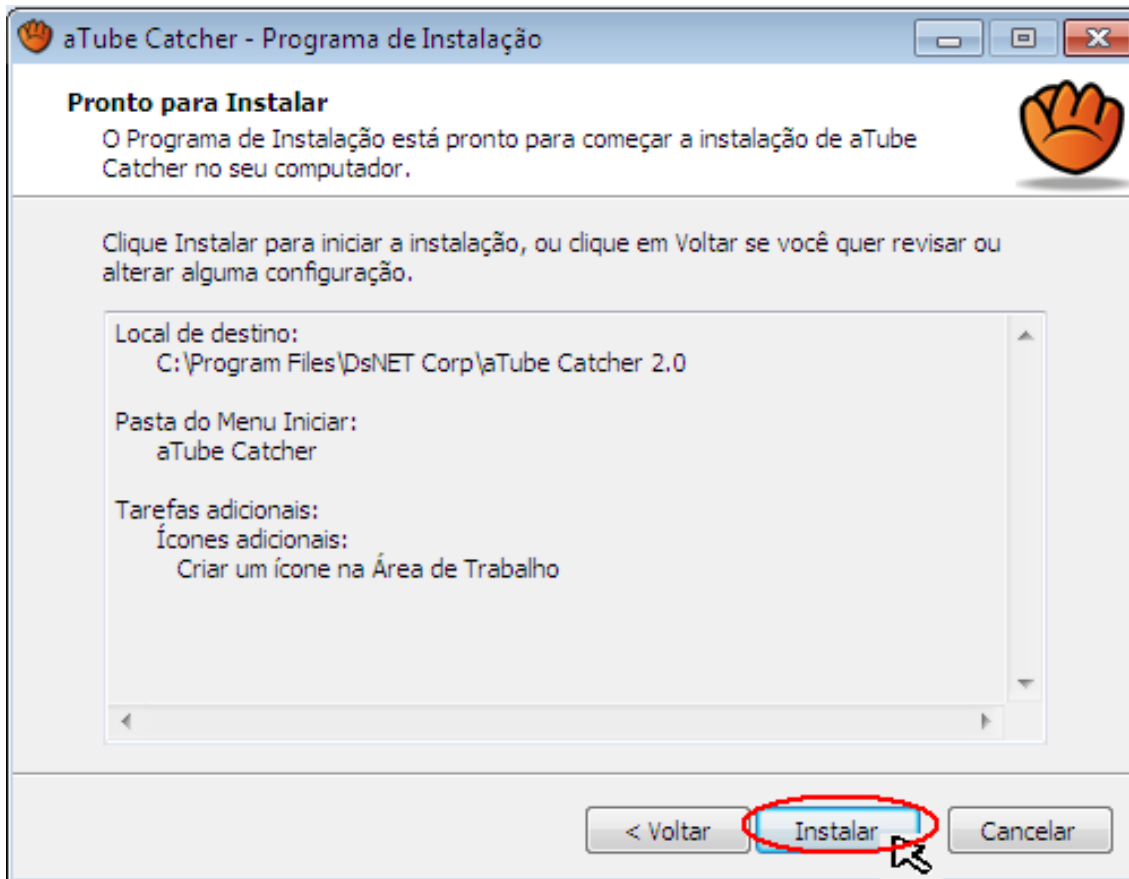 aTube Catcher - Programa de Instalação
Pronto para Instalar
O Programa de Instalação está pronto para começar a instalação de aTube
Catcher no seu computador.
Clique Instalar para iniciar a instalação, ou clique em Voltar se você quer revisar ou
alterar alguma configuração.
Local de destino:
C:\Program Files\DsNET Corp\aTube Catcher 2.0
Pasta do Menu Iniciar:
aTube Catcher
Tarefas adicionais:
Ícones adicionais:
Criar um ícone na Área de Trabalho
< Voltar
Instalar
Cancelar